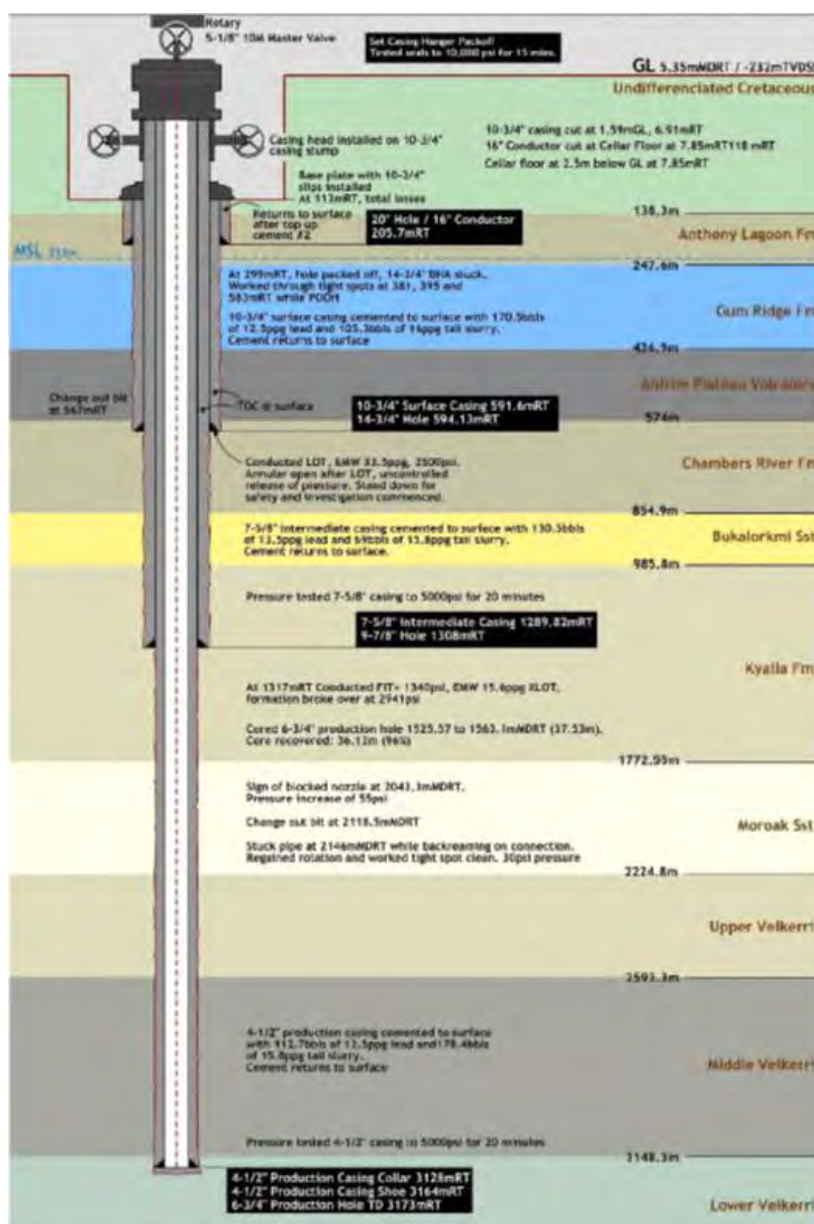 Rotary
5-1/8" 10M Master Valve
Set Casing Hanger Packoff
Tested seals to 10,000 psi for 15 mins.
GL 5.35mMDRT / -232mTVDSS
Undifferenciated Cretaceous
10-3/4" casing cut at 1.59mGL, 6.91mRT
16" Conductor cut at Cellar Floor at 7.85mRT118 mRT
Cellar floor at 2.5m below GL at 7.85mRT
Casing head installed on 10-3/4"
casing stump
Base plate with 10-3/4"
slips installed
At 113mRT, total losses
138.3m
Returns to surface
after top up
cement #2
20" Hole / 16" Conductor
205.7mRT
Anthony Lagoon Fm
MSL
247.6m
At 299mRT, hole packed off, 14-3/4" BHA stuck.
Worked through tight spots at 381, 395 and
583mRT while POOH
10-3/4" surface casing cemented to surface with 170.5bbls
of 12.5ppg lead and 105.3bbls of 16ppg tail slurry.
Cement returns to surface
Gum Ridge Fm
426.9m
Antrim Plateau Volcanics
Change out bit
at 567mRT
TOC @ surface
10-3/4" Surface Casing 591.6mRT
14-3/4" Hole 594.13mRT
574m
Conducted LOT, EMW 33.5ppg, 2500psi.
Annular open after LOT, uncontrolled
release of pressure. Stand down for
safety and investigation commenced.
Chambers River Fm
854.9m
7-5/8" Intermediate casing cemented to surface with 130.5bbls
of 13.5ppg lead and 69bbls of 15.8ppg tail slurry.
Cement returns to surface.
Bukalorkmi Sst
985.8m
Pressure tested 7-5/8" casing to 5000psi for 20 minutes
7-5/8" Intermediate Casing 1289.82mRT
9-7/8" Hole 1308mRT
Kyalla Fm
At 1317mRT Conducted FIT= 1340psi, EMW 15.6ppg XLOT,
formation broke over at 2941psi
Cored 6-3/4" production hole 1525.57 to 1563.1mMDRT (37.53m).
Core recovered: 36.12m (96%)
1772.95m
Sign of blocked nozzle at 2043.3mMDRT.
Pressure increase of 55psi
Change out bit at 2118.5mMDRT
Moroak Sst
Stuck pipe at 2146mMDRT while backreaming on connection.
Regained rotation and worked tight spot clean. 30psi pressure
2224.8m
Upper Velkerri
2593.3m
4-1/2" production casing cemented to surface
with 112.7bbls of 13.5ppg lead and178.4bbls
of 15.8ppg tail slurry.
Cement returns to surface
Middle Velkerri
Pressure tested 4-1/2" casing to 5000psi for 20 minutes
3148.3m
4-1/2" Production Casing Collar 3128mRT
4-1/2" Production Casing Shoe 3164mRT
6-3/4" Production Hole TD 3173mRT
Lower Velkerri